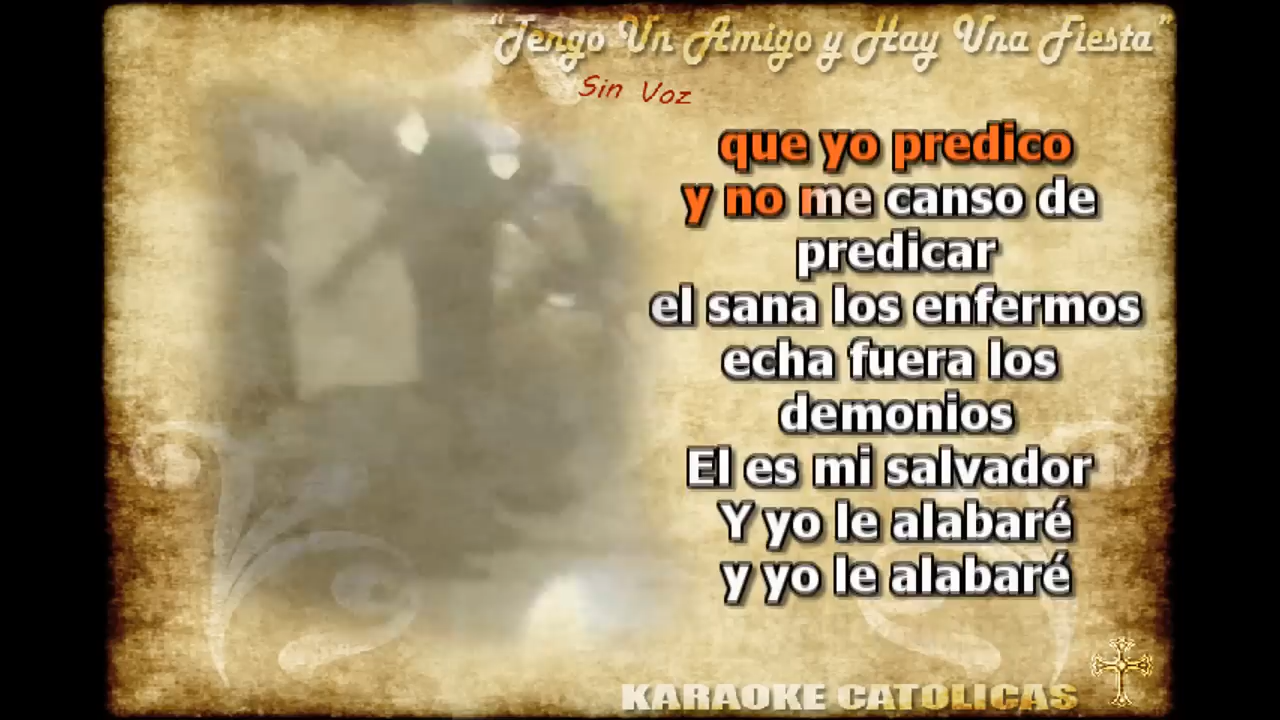 "Tengo Un Amigo y Hay Una Fiesta"
Sin Voz
que yo predico
y no me canso de
predicar
el sana los enfermos
echa fuera los
demonios
El es mi salvador
Y yo le alabaré
y yo le alabaré
KARAOKE CATOLICAS